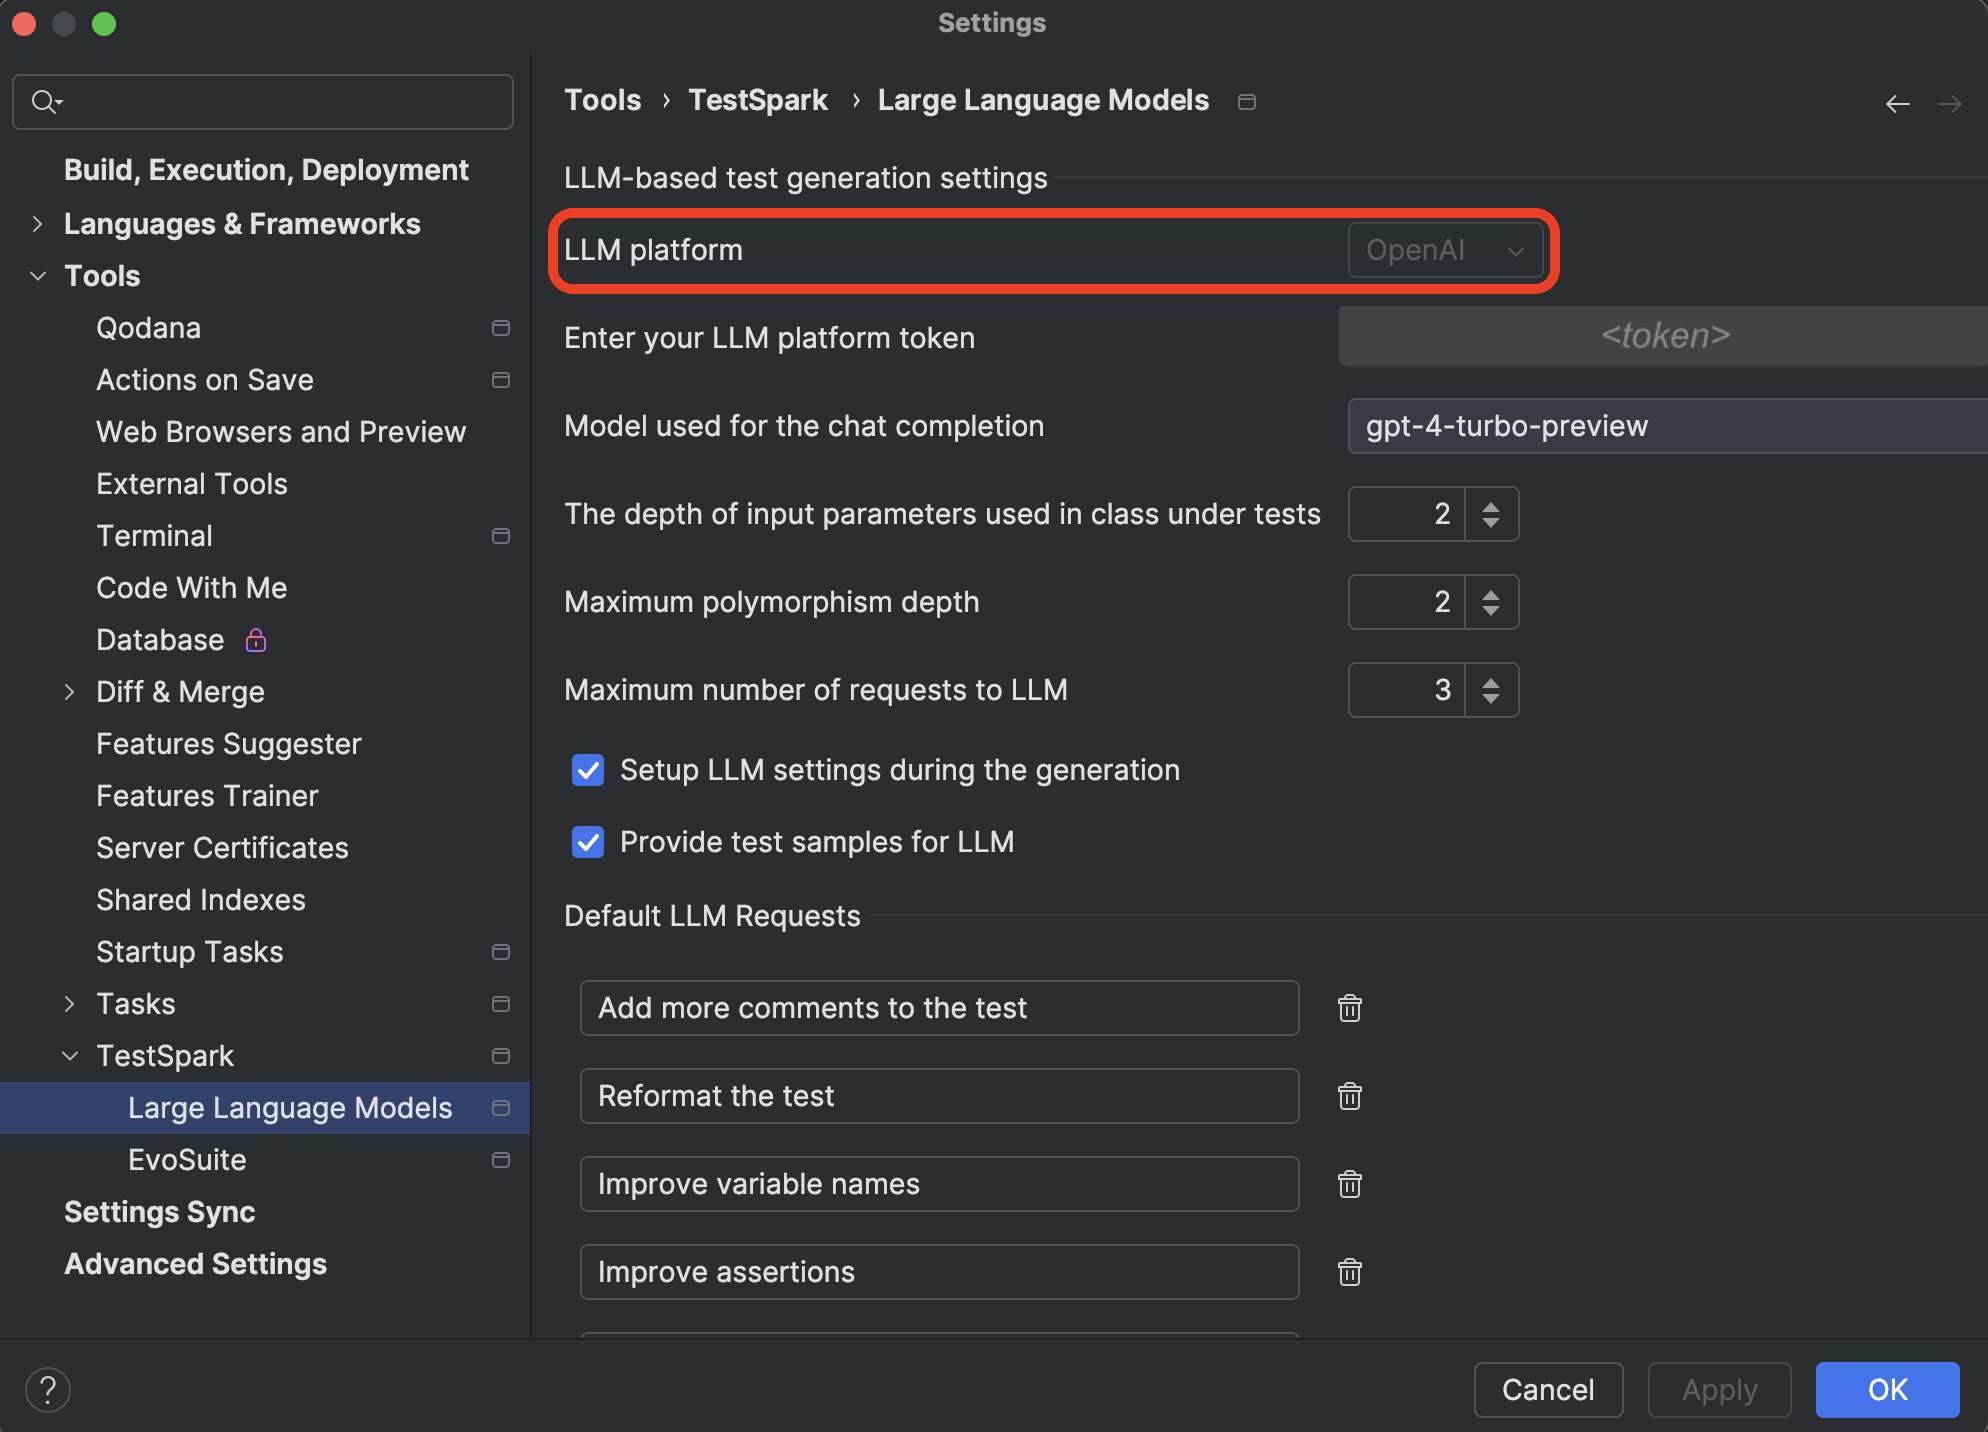 Settings
Build, Execution, Deployment
Languages & Frameworks
Tools
Qodana
Actions on Save
Web Browsers and Preview
External Tools
Terminal
Code With Me
Database
Diff & Merge
Features Suggester
Features Trainer
Server Certificates
Shared Indexes
Startup Tasks
Tasks
TestSpark
Large Language Models
EvoSuite
Settings Sync
Advanced Settings
Tools › TestSpark › Large Language Models
LLM-based test generation settings
LLM platform OpenAI
Enter your LLM platform token <token>
Model used for the chat completion gpt-4-turbo-preview
The depth of input parameters used in class under tests 2
Maximum polymorphism depth 2
Maximum number of requests to LLM 3
Setup LLM settings during the generation
Provide test samples for LLM
Default LLM Requests
Add more comments to the test
Reformat the test
Improve variable names
Improve assertions
? Cancel Apply OK